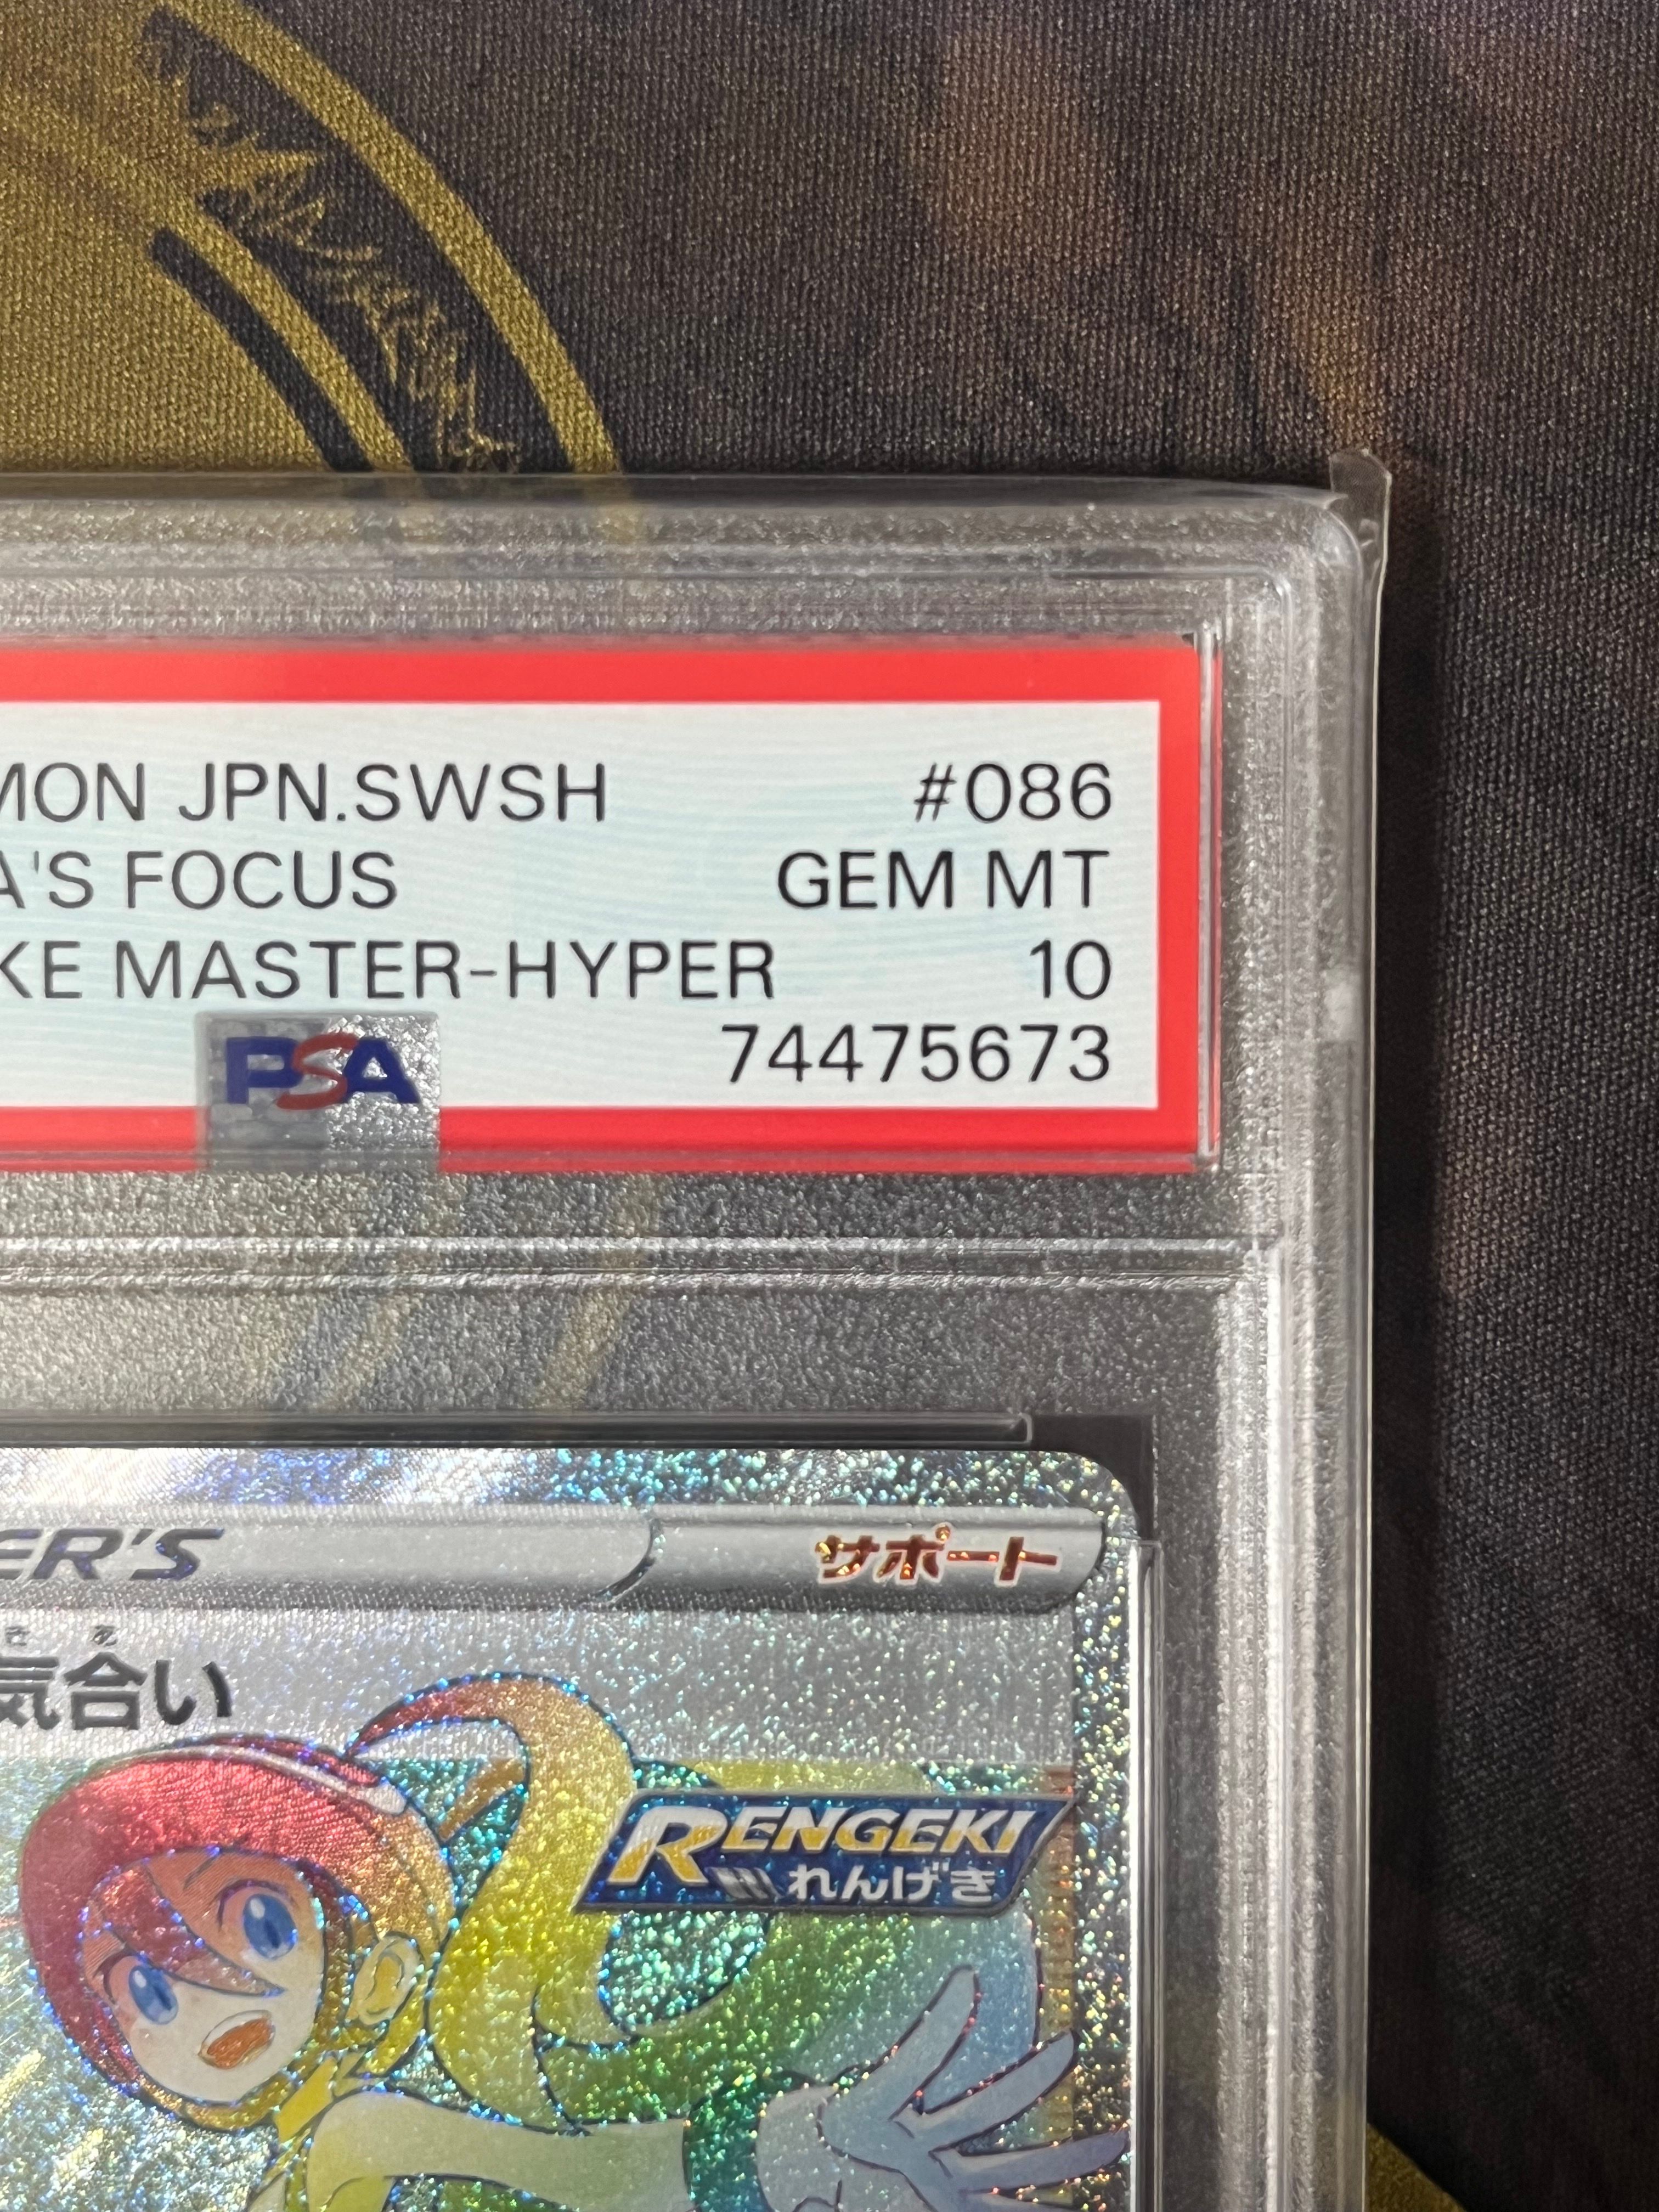 MON JPN.SWSH #086
A'S FOCUS GEM MT
KE MASTER-HYPER 10
PSA 74475673
ER'S サポート
気合い
RENGEKI
れんげき